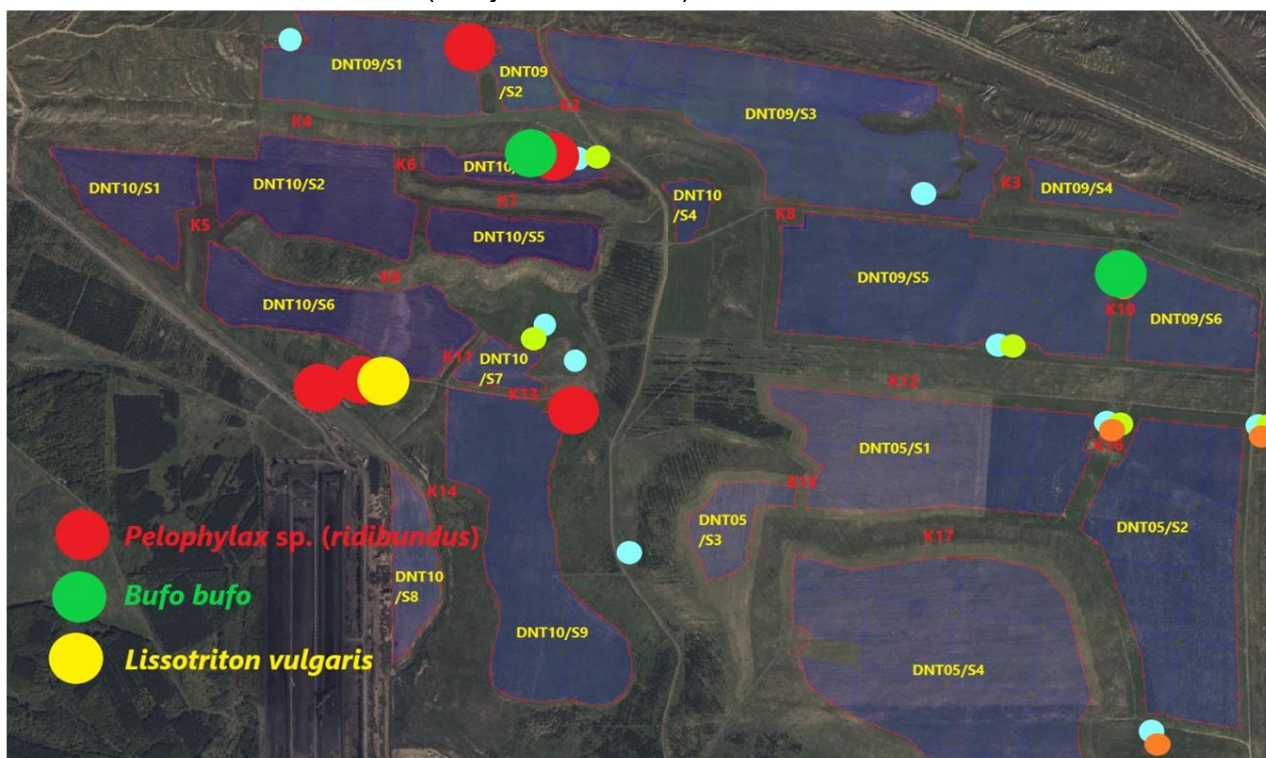 DNT09/S1
DNT09
/S2
K2
K4
DNT09/S3
DNT10/S1
DNT10/S2
K6
DNT10/
K7
DNT10/S5
K5
DNT10
/S4
K8
K3
DNT09/S4
DNT09/S5
K10
DNT09/S6
DNT10/S6
K11
DNT10
/S7
K13
K12
DNT05/S1
DNT05
/S3
K17
DNT05/S2
K14
DNT10
/S8
DNT10/S9
DNT05/S4
Pelophylax sp. (ridibundus)
Bufo bufo
Lissotriton vulgaris